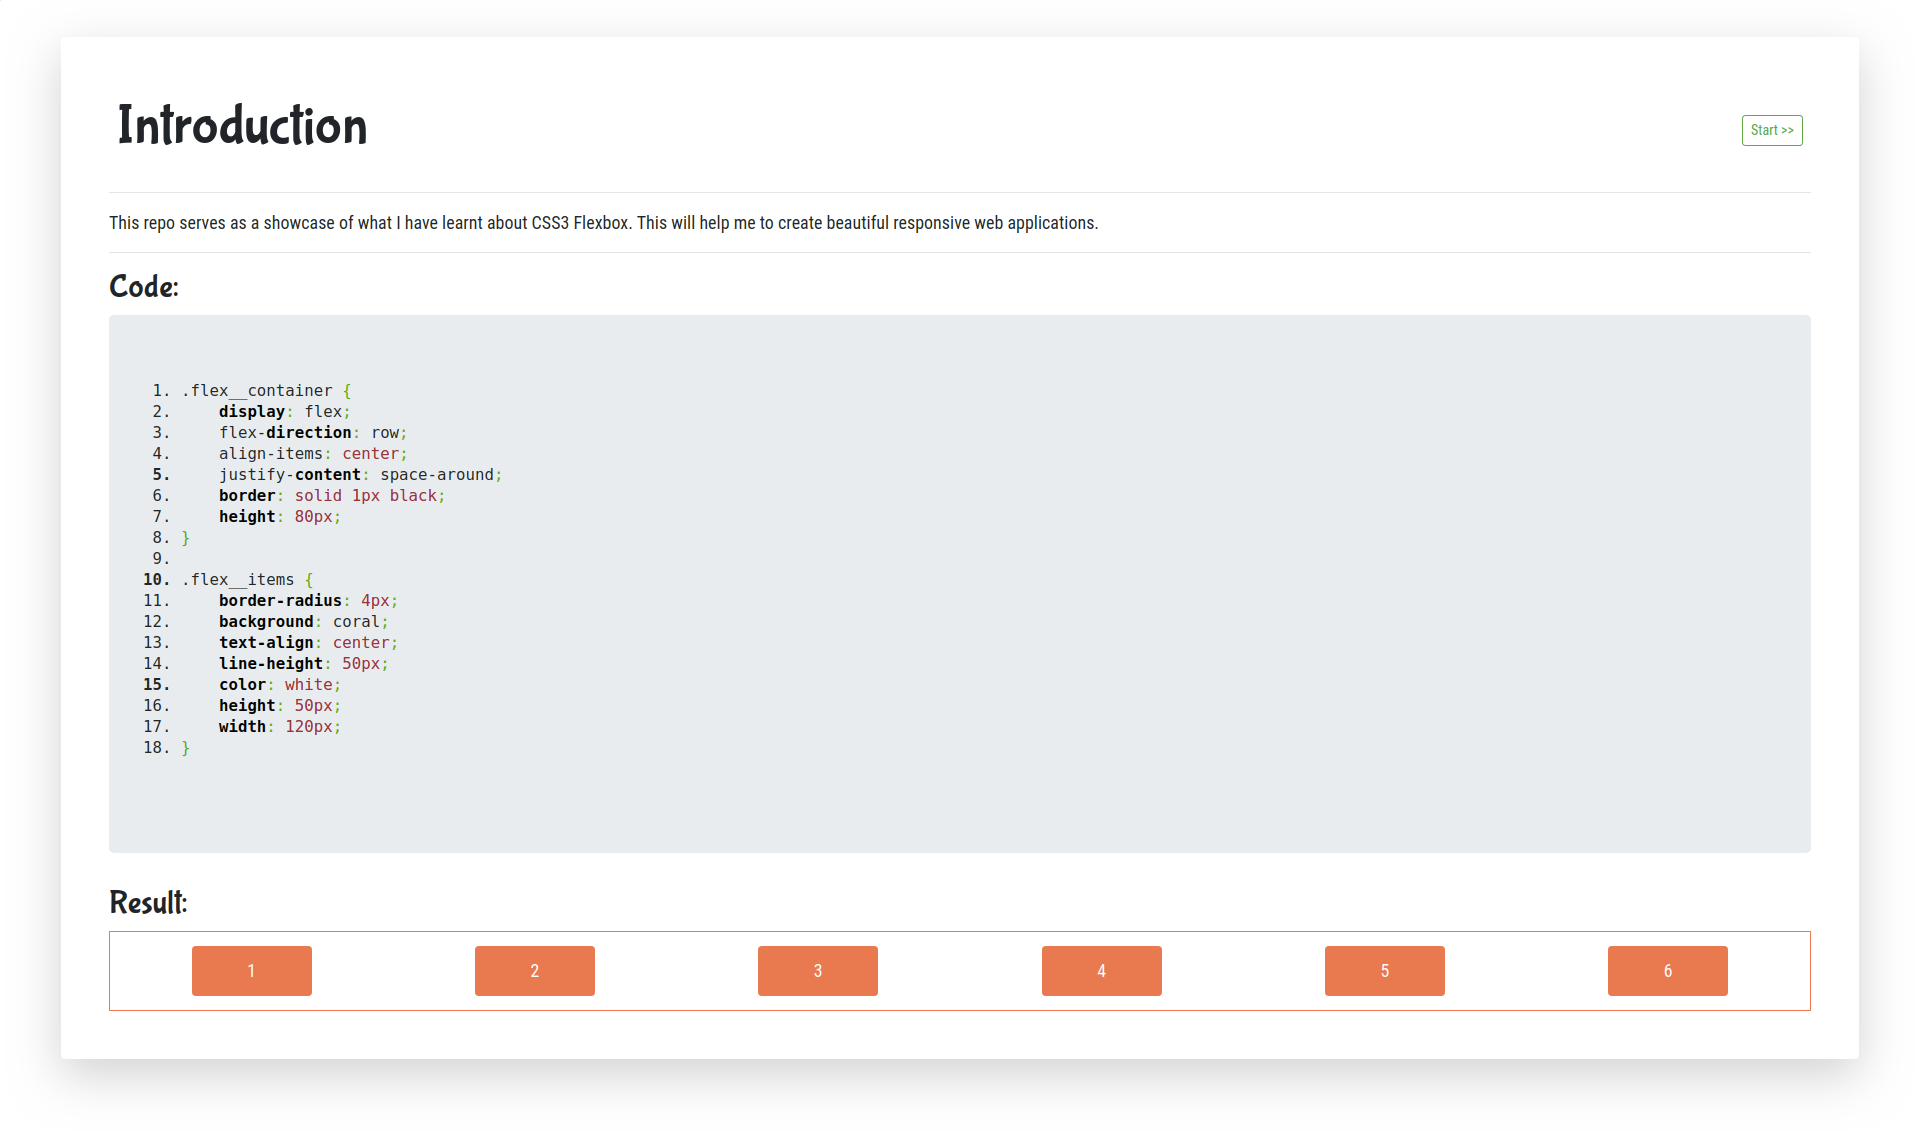 Introduction
Start >>
This repo serves as a showcase of what I have learnt about CSS3 Flexbox. This will help me to create beautiful responsive web applications.
Code:
1. .flex__container {
2.     display: flex;
3.     flex-direction: row;
4.     align-items: center;
5.     justify-content: space-around;
6.     border: solid 1px black;
7.     height: 80px;
8. }
9.
10. .flex__items {
11.     border-radius: 4px;
12.     background: coral;
13.     text-align: center;
14.     line-height: 50px;
15.     color: white;
16.     height: 50px;
17.     width: 120px;
18. }
Result:
1 2 3 4 5 6